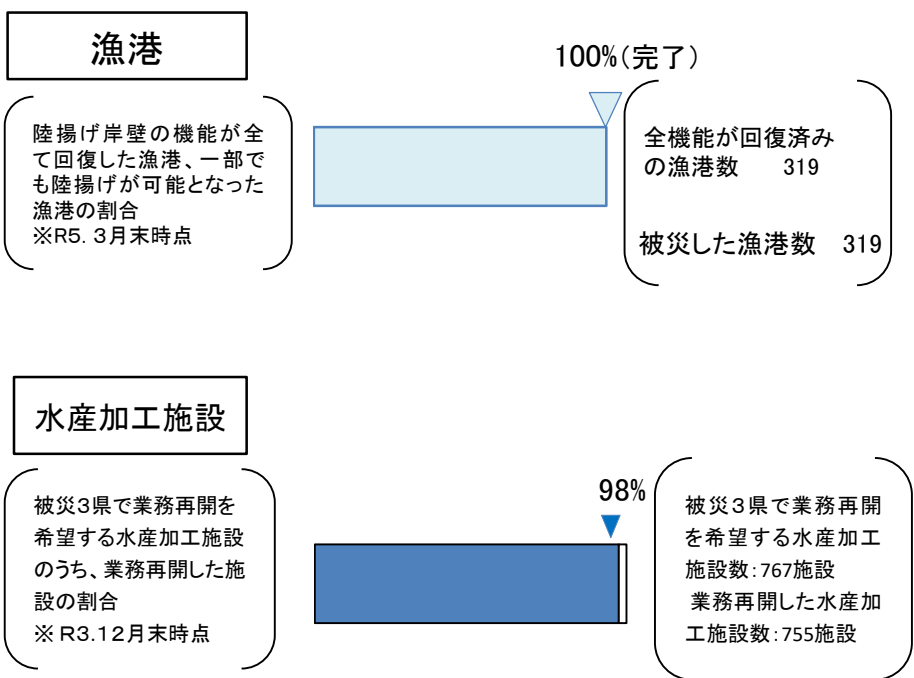 漁港
100%(完了)
陸揚げ岸壁の機能が全
て回復した漁港、一部で
も陸揚げが可能となった
漁港の割合
※R5. 3月末時点
全機能が回復済み
の漁港数　319
被災した漁港数　319
水産加工施設
98%
被災3県で業務再開を
希望する水産加工施設
のうち、業務再開した施
設の割合
※ R3.12月末時点
被災3県で業務再開
を希望する水産加工
施設数:767施設
業務再開した水産加
工施設数:755施設